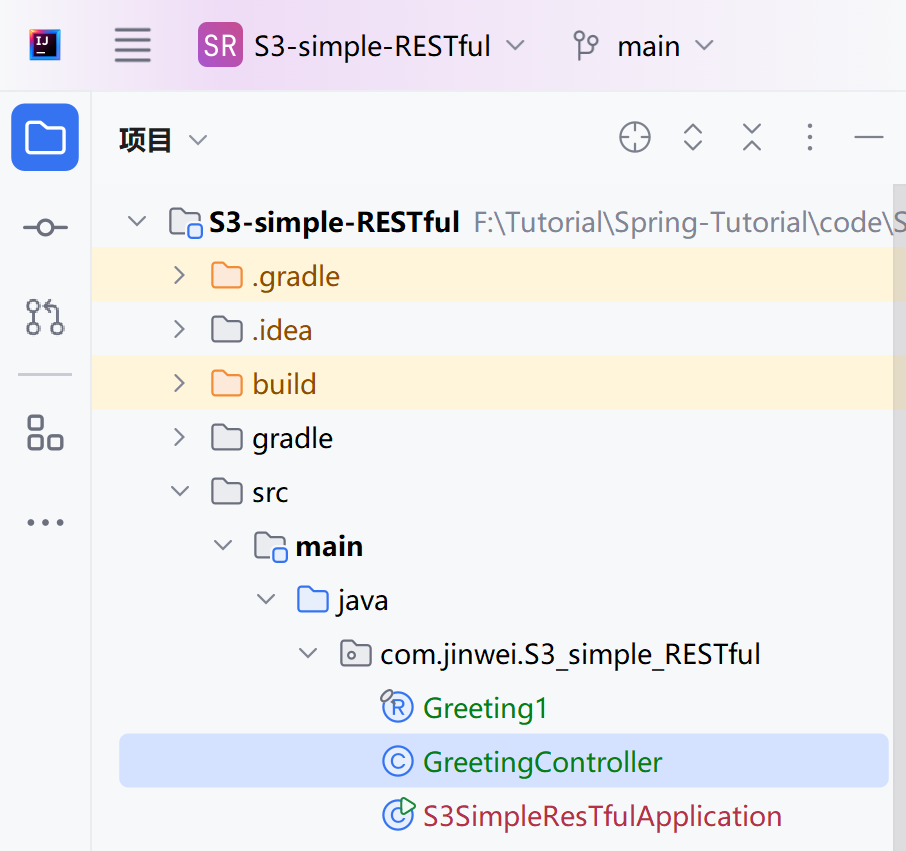 IJ
SR S3-simple-RESTful main
项目
S3-simple-RESTful F:\Tutorial\Spring-Tutorial\code\S
.gradle
.idea
build
gradle
src
main
java
com.jinwei.S3_simple_RESTful
R Greeting1
C GreetingController
C S3SimpleResTfulApplication